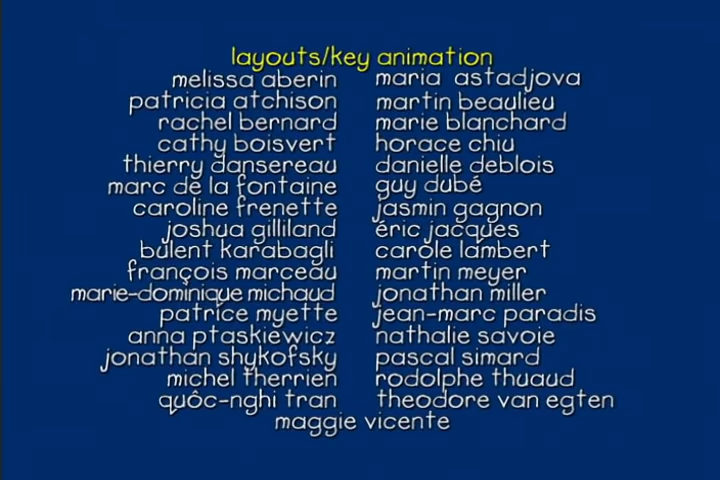 layouts/key animation
melissa aberin maria astadjova
patricia atchison martin beaulieu
rachel bernard marie blanchard
cathy boisvert horace chiu
thierry dansereau danielle deblois
marc de la fontaine guy dubé
caroline frenette jasmin gagnon
joshua gilliland éric jacques
bulent karabagli carole lambert
françois marceau martin meyer
marie-dominique michaud jonathan miller
patrice myette jean-marc paradis
anna ptaskiewicz nathalie savoie
jonathan shykofsky pascal simard
michel therrien rodolphe thuaud
quôc-nghi tran theodore van egten
maggie vicente